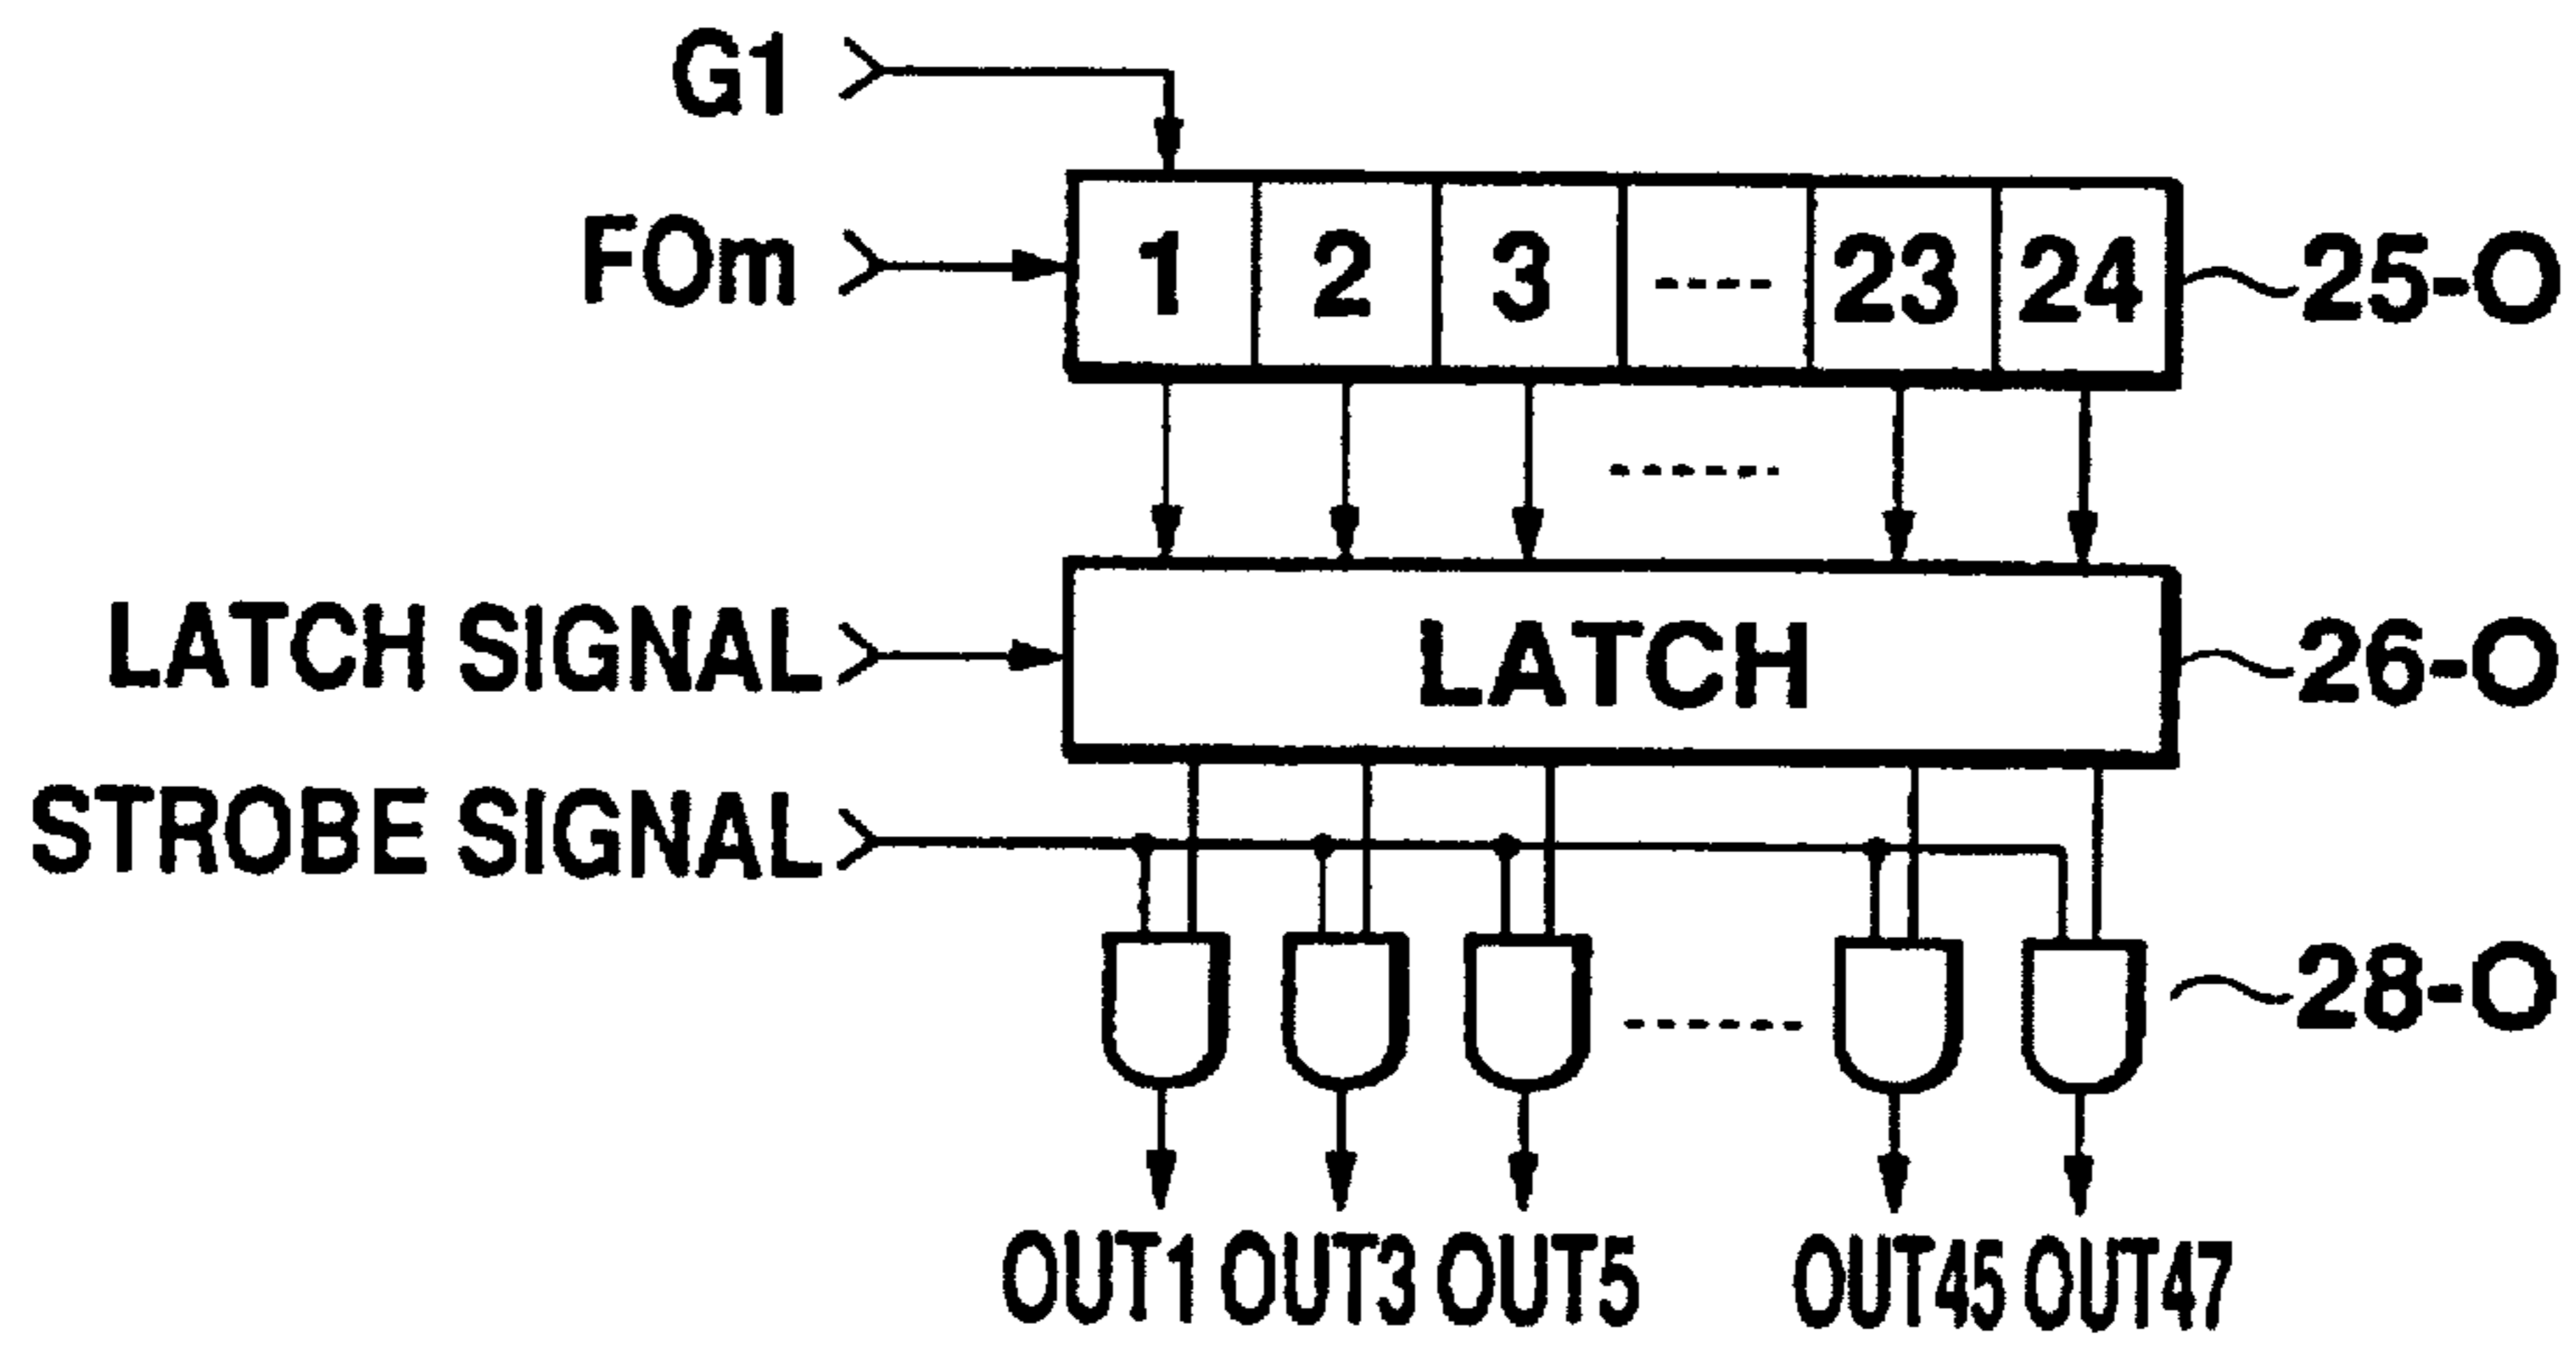 G1
FOm
1 2 3 ----- 23 24 25-O
LATCH SIGNAL LATCH 26-O
STROBE SIGNAL
28-O
OUT1 OUT3 OUT5 OUT45 OUT47